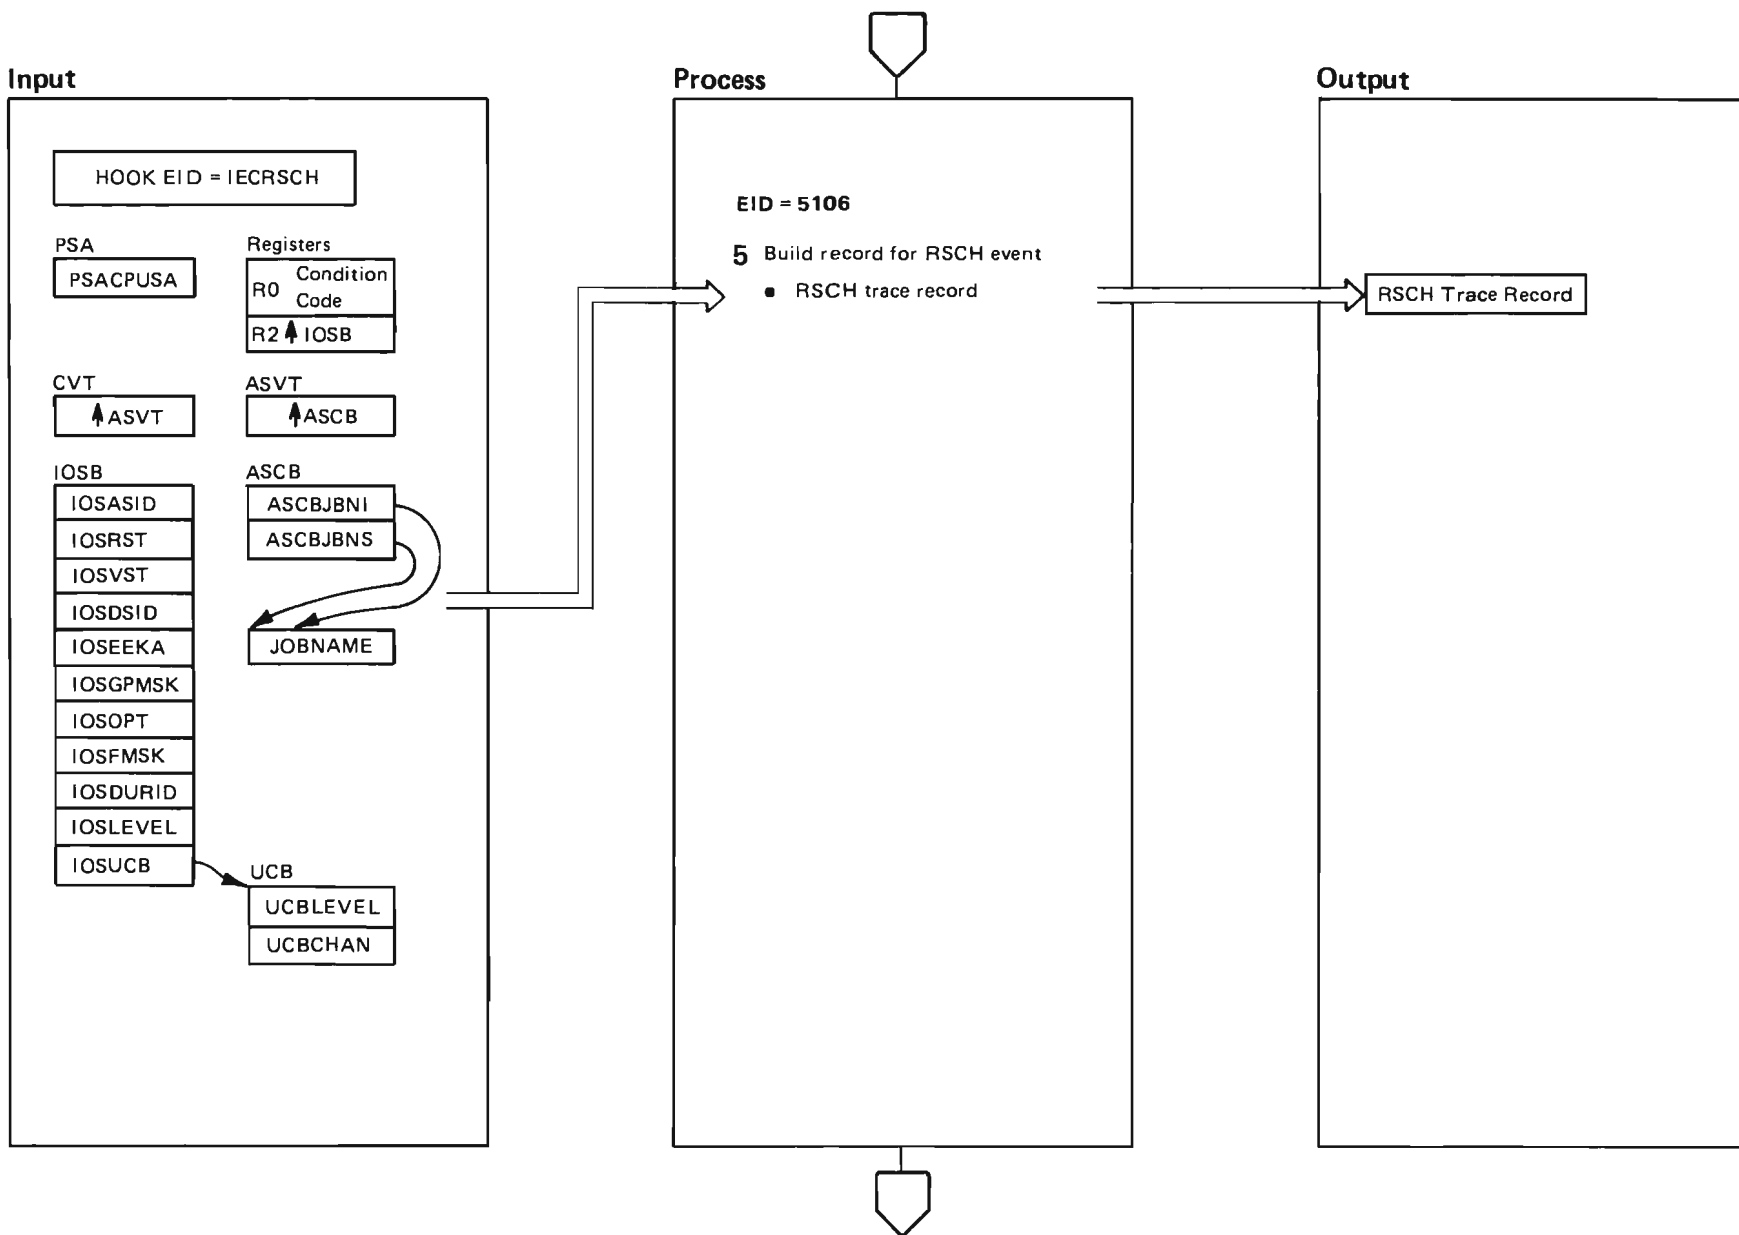 Input
Process
Output
HOOK EID = IECRSCH
PSA
PSACPUSA
Registers
R0 Condition
Code
R2 IOSB
CVT
ASVT
ASVT
ASCB
IOSB
IOSASID
IOSRST
IOSVST
IOSDSID
IOSEEKA
IOSGPMSK
IOSOPT
IOSFMSK
IOSDURID
IOSLEVEL
IOSUCB
ASCB
ASCBJBNI
ASCBJBNS
JOBNAME
UCB
UCBLEVEL
UCBCHAN
EID = 5106
5 Build record for RSCH event
• RSCH trace record
RSCH Trace Record